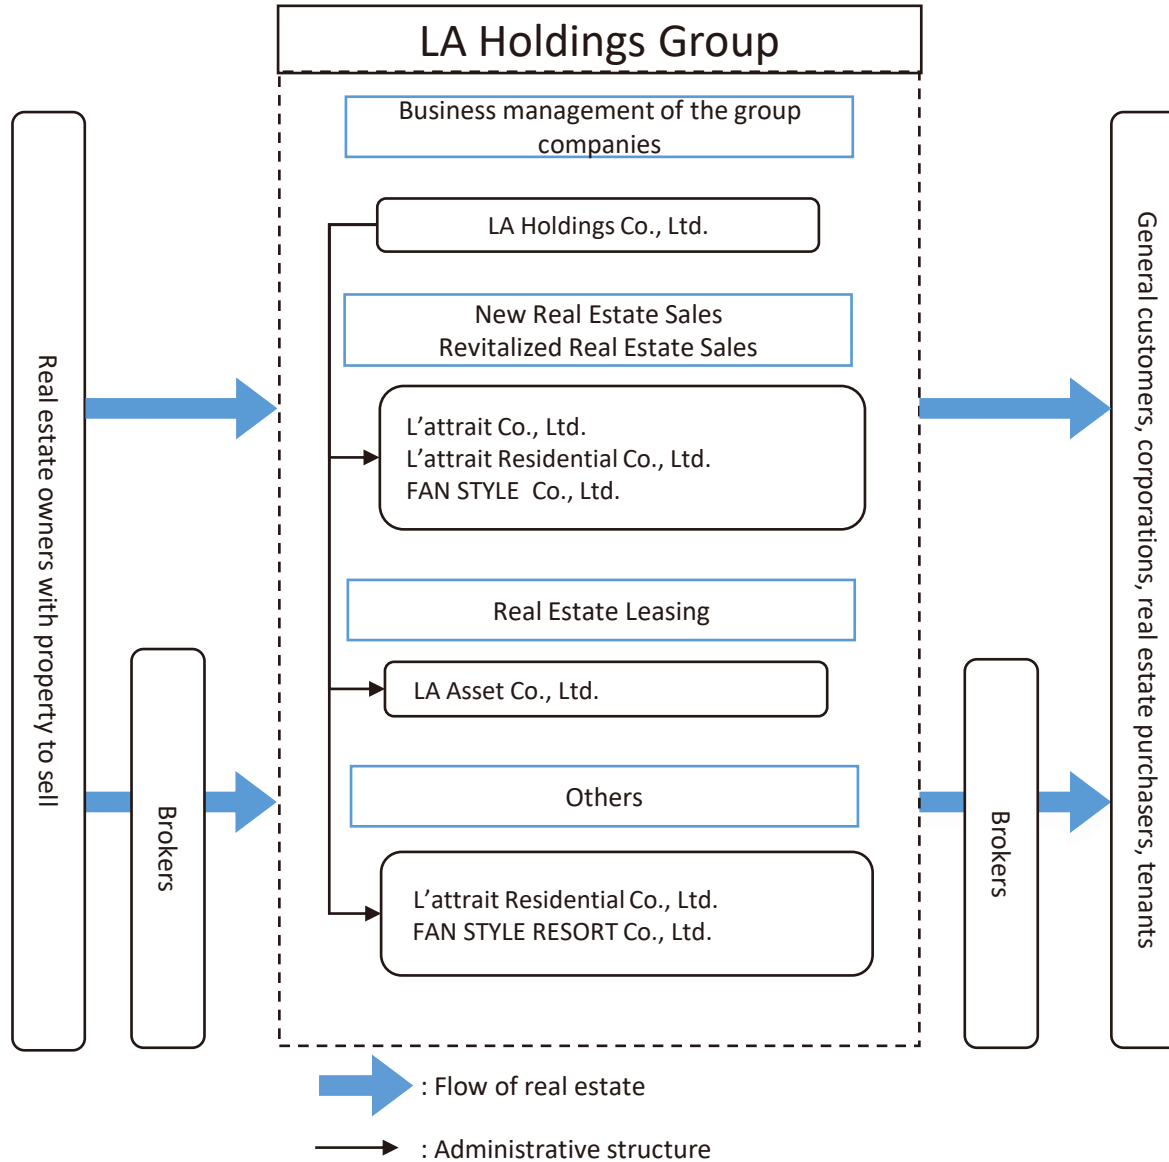 LA Holdings Group
Real estate owners with property to sell
Brokers
Business management of the group
companies
LA Holdings Co., Ltd.
New Real Estate Sales
Revitalized Real Estate Sales
L’attrait Co., Ltd.
L’attrait Residential Co., Ltd.
FAN STYLE Co., Ltd.
Real Estate Leasing
LA Asset Co., Ltd.
Others
L’attrait Residential Co., Ltd.
FAN STYLE RESORT Co., Ltd.
Brokers
General customers, corporations, real estate purchasers, tenants
: Flow of real estate
: Administrative structure